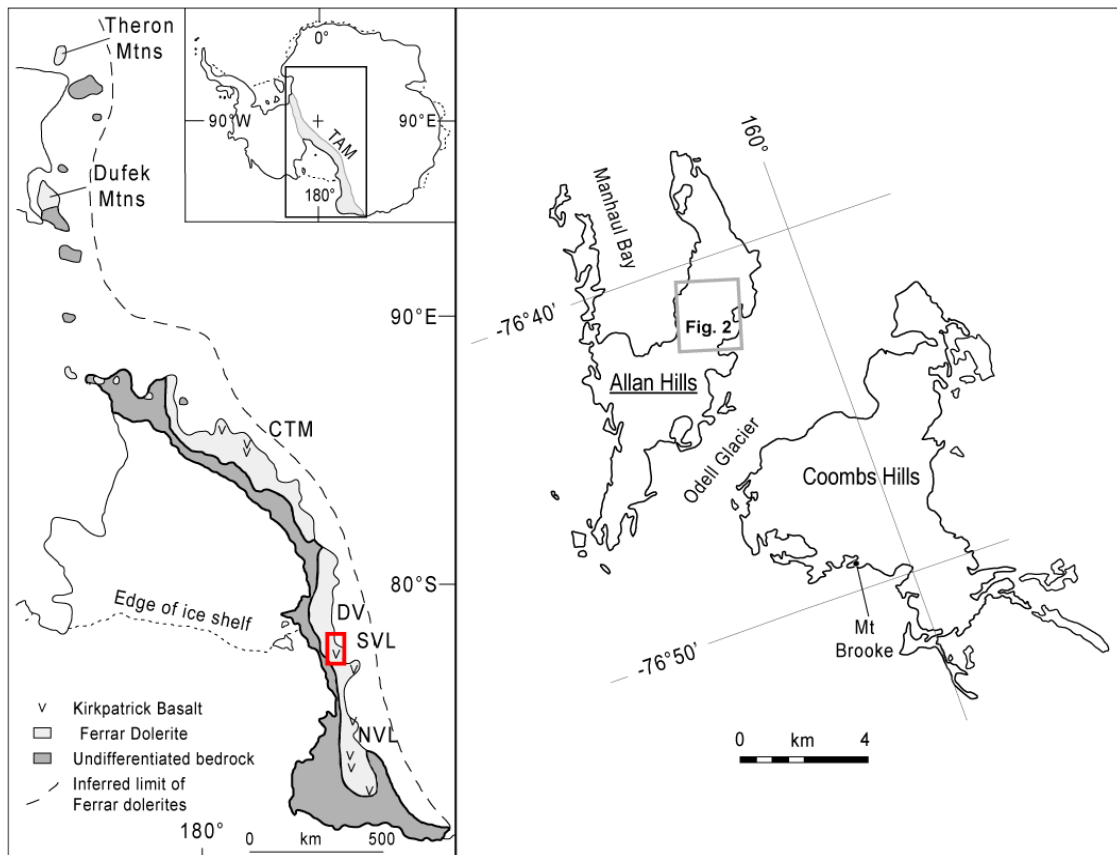 Theron
Mtns
Dufek
Mtns
0°
90°W
90°E
TAM
180°
90°E
CTM
80°S
DV
SVL
Edge of ice shelf
NVL
v Kirkpatrick Basalt
Ferrar Dolerite
Undifferentiated bedrock
Inferred limit of
Ferrar dolerites
180°
0 km 500
160°
Manhaul Bay
-76°40'
Fig. 2
Allan Hills
Odell Glacier
Coombs Hills
Mt
Brooke
-76°50'
0 km 4